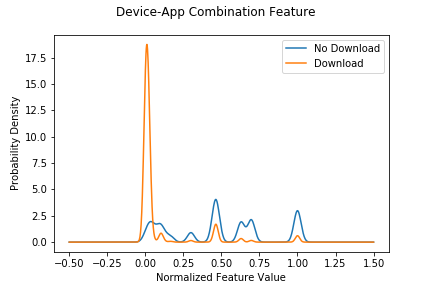 Device-App Combination Feature
No Download
Download
Probability Density
17.5
15.0
12.5
10.0
7.5
5.0
2.5
0.0
−0.50 −0.25 0.00 0.25 0.50 0.75 1.00 1.25 1.50
Normalized Feature Value